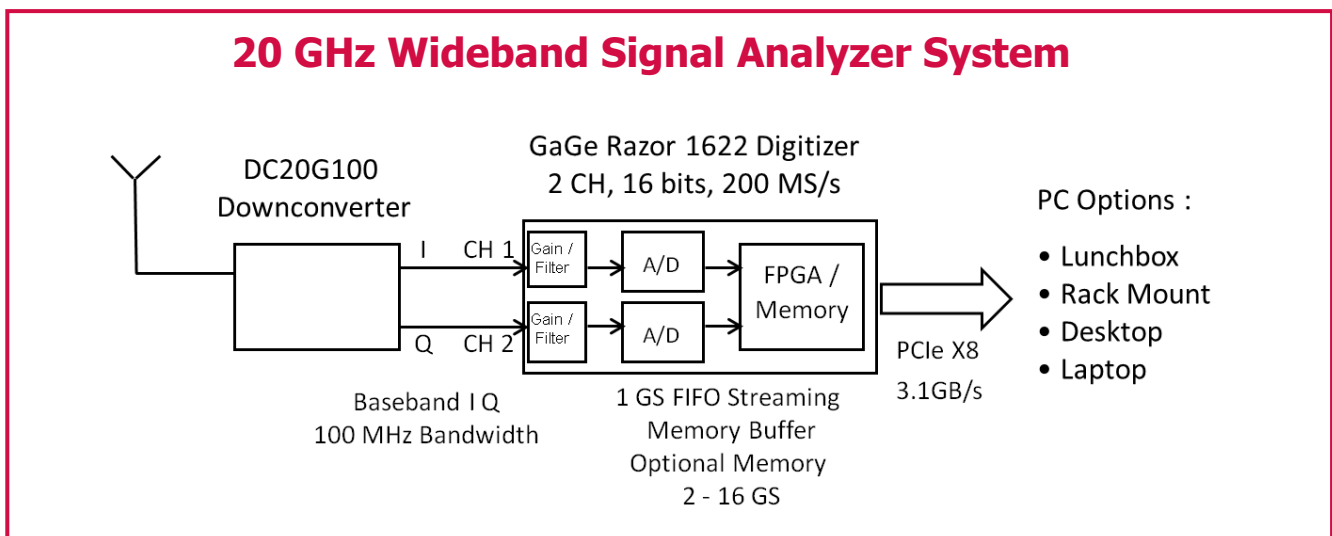 20 GHz Wideband Signal Analyzer System
DC20G100
Downconverter
GaGe Razor 1622 Digitizer
2 CH, 16 bits, 200 MS/s
I
CH 1
Gain /
Filter
A/D
FPGA /
Memory
Q
CH 2
Gain /
Filter
A/D
Baseband I Q
100 MHz Bandwidth
1 GS FIFO Streaming
Memory Buffer
Optional Memory
2 - 16 GS
PCIe X8
3.1GB/s
PC Options :
• Lunchbox
• Rack Mount
• Desktop
• Laptop